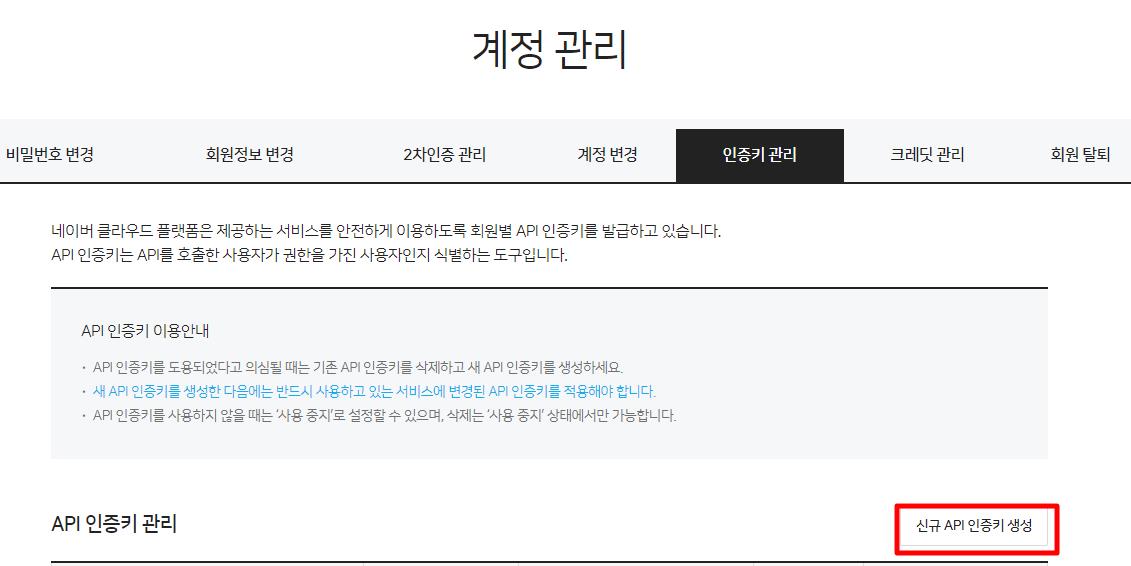 계정 관리
비밀번호 변경
회원정보 변경
2차인증 관리
계정 변경
인증키 관리
크레딧 관리
회원 탈퇴
네이버 클라우드 플랫폼은 제공하는 서비스를 안전하게 이용하도록 회원별 API 인증키를 발급하고 있습니다.
API 인증키는 API를 호출한 사용자가 권한을 가진 사용자인지 식별하는 도구입니다.
API 인증키 이용안내
· API 인증키를 도용되었다고 의심될 때는 기존 API 인증키를 삭제하고 새 API 인증키를 생성하세요.
· 새 API 인증키를 생성한 다음에는 반드시 사용하고 있는 서비스에 변경된 API 인증키를 적용해야 합니다.
· API 인증키를 사용하지 않을 때는 ‘사용 중지’로 설정할 수 있으며, 삭제는 ‘사용 중지’ 상태에서만 가능합니다.
API 인증키 관리
신규 API 인증키 생성